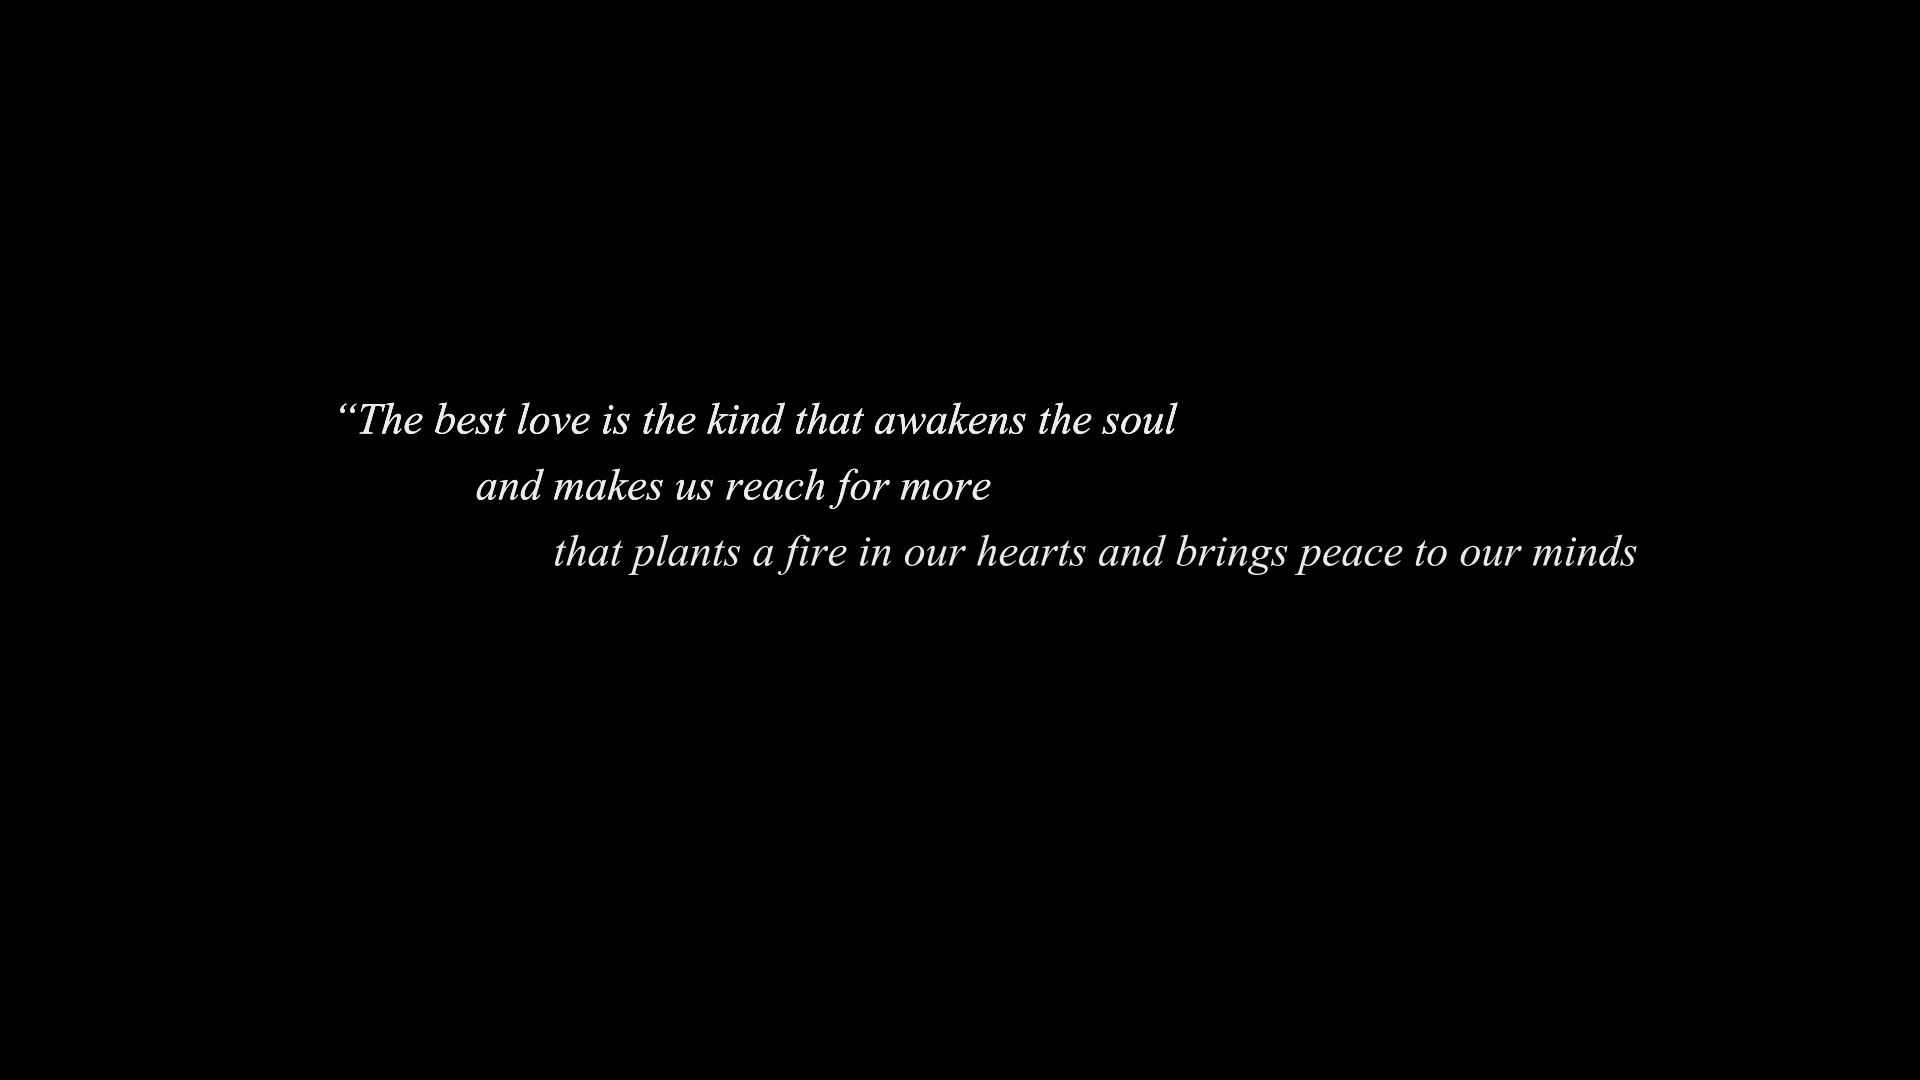 “The best love is the kind that awakens the soul
and makes us reach for more
that plants a fire in our hearts and brings peace to our minds